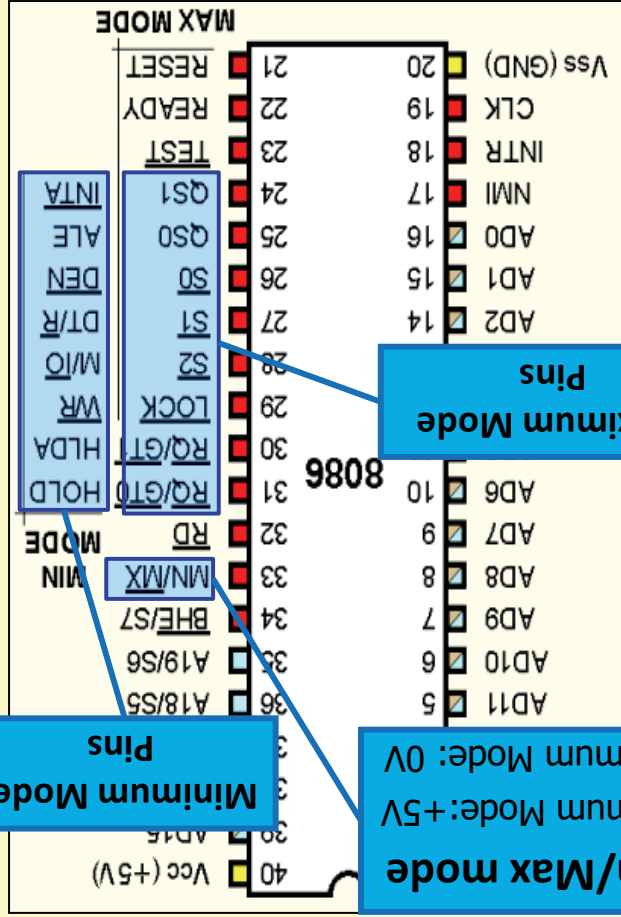 /Max mode 40 Vcc (+5V)
Mode:+5V 39 AD15
Mode: 0V
Minimum Mode
Pins
AD11 5 36 A18/S5
AD10 6 35 A19/S6
AD9 7 34 BHE/S7
AD8 8 33 MN/MX MIN
AD7 9 32 RD MODE
AD6 10 8086 31 RQ/GT0 HOLD
30 RQ/GT1 HLDA
Mode 29 LOCK WR
Pins 28 S2 M/IO
AD2 14 27 S1 DT/R
AD1 15 26 S0 DEN
AD0 16 25 QS0 ALE
NMI 17 24 QS1 INTA
INTR 18 23 TEST
CLK 19 22 READY
Vss (GND) 20 21 RESET
MAX MODE